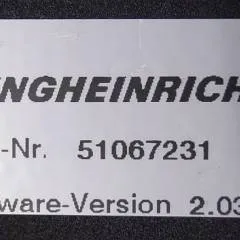 NGHEINRICH
-Nr. 51067231
ware-Version 2.03